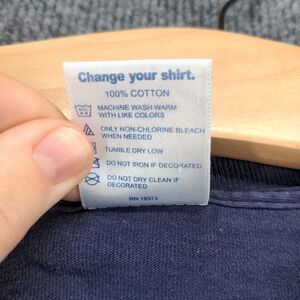 Change your shirt.
100% COTTON
MACHINE WASH WARM
WITH LIKE COLORS
ONLY NON-CHLORINE BLEACH
WHEN NEEDED
TUMBLE DRY LOW
DO NOT IRON IF DECORATED
DO NOT DRY CLEAN IF
DECORATED
RN 15373